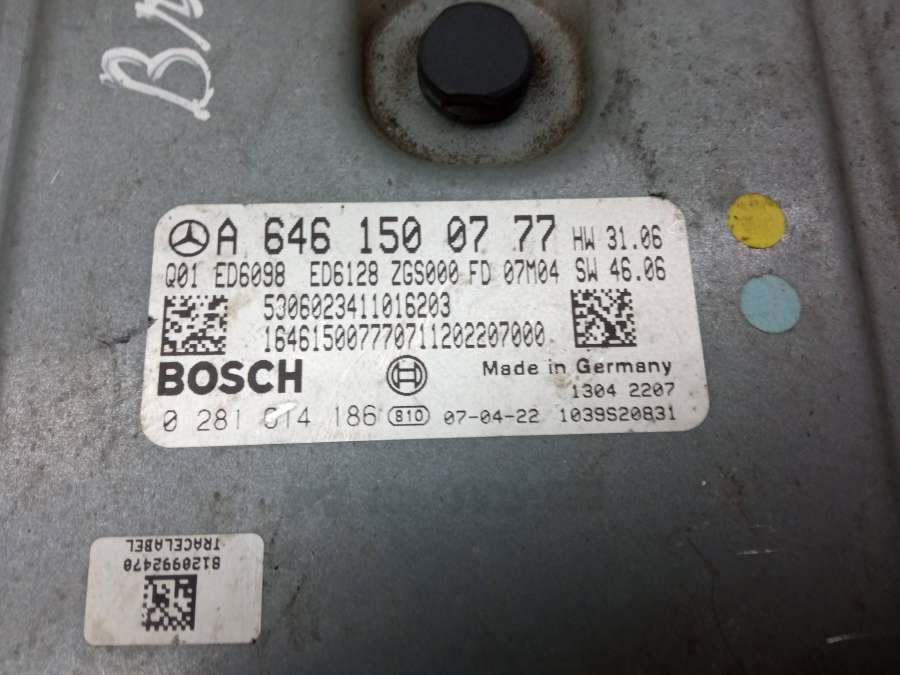 A 646 150 07 77 HW 31.06
Q01 ED6098 ED6128 ZGS000 FD 07M04 SW 46.06
5306023411016203
164615007770711202207000
BOSCH Made in Germany
1304 2207
0 281 014 186 810 07-04-22 1039S20831
TRACELABEL
8120992470